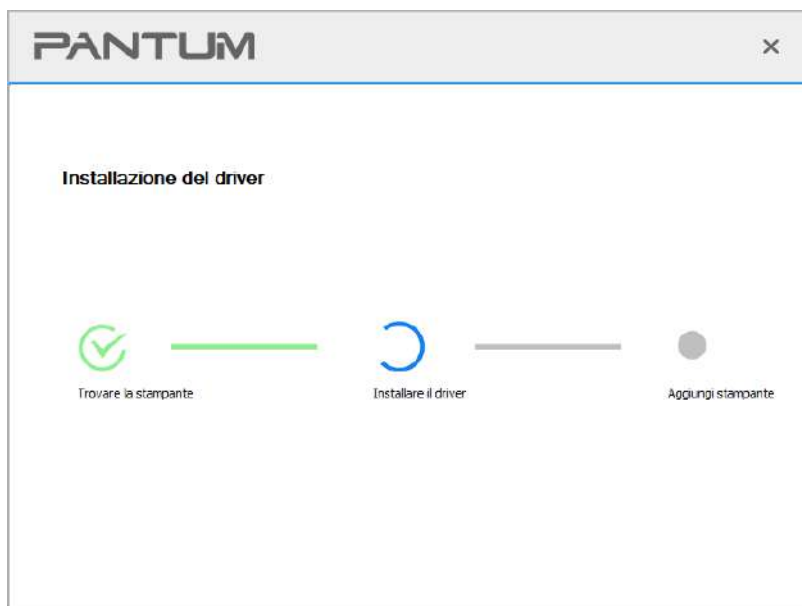 PANTUM
Installazione del driver
Trovare la stampante
Installare il driver
Aggiungi stampante